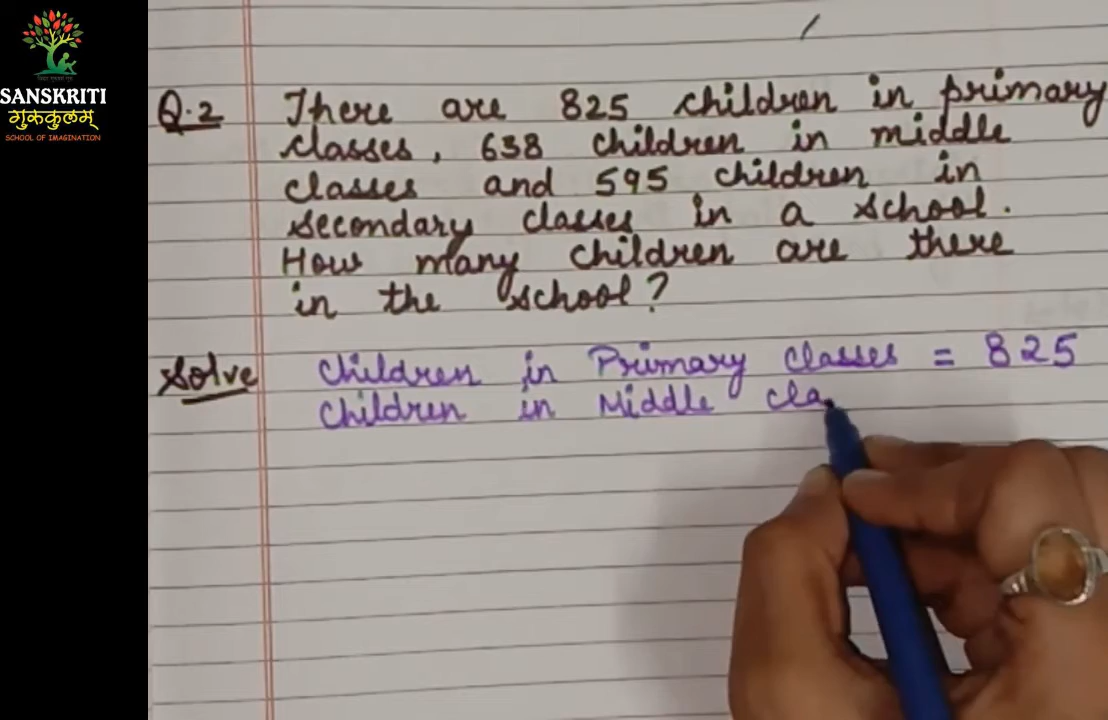 SANSKRITI
गुरुकुलम्
SCHOOL OF IMAGINATION
Q.2 There are 825 children in primary
classes, 638 children in middle
classes and 595 children in
secondary classes in a school.
How many children are there
in the school?
Solve Children in Primary classes = 825
Children in Middle cla